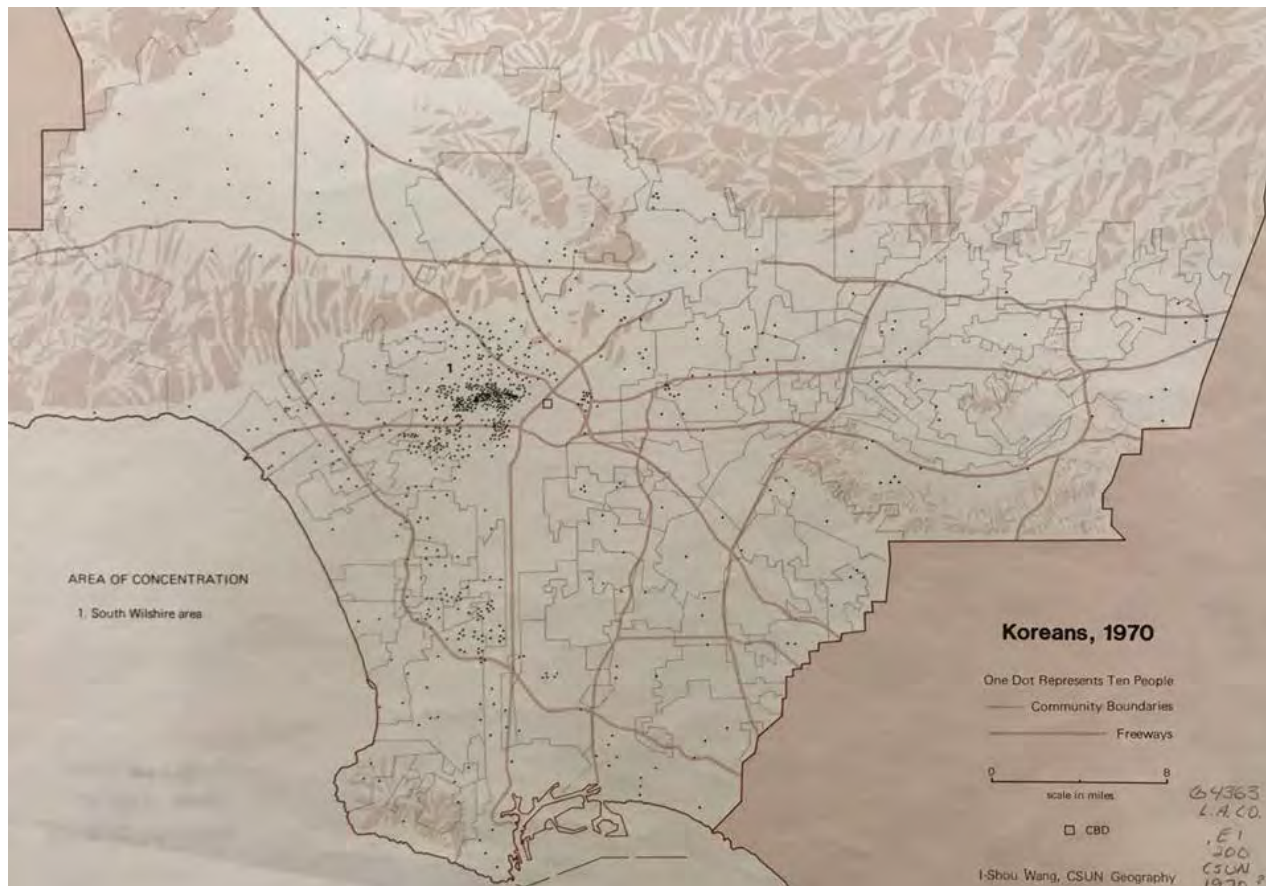 1
AREA OF CONCENTRATION
1. South Wilshire area
Koreans, 1970
One Dot Represents Ten People
Community Boundaries
Freeways
0 8
scale in miles
CBD
I-Shou Wang, CSUN Geography
G4363
L.A.CO.
.E1
200
CSUN
1970